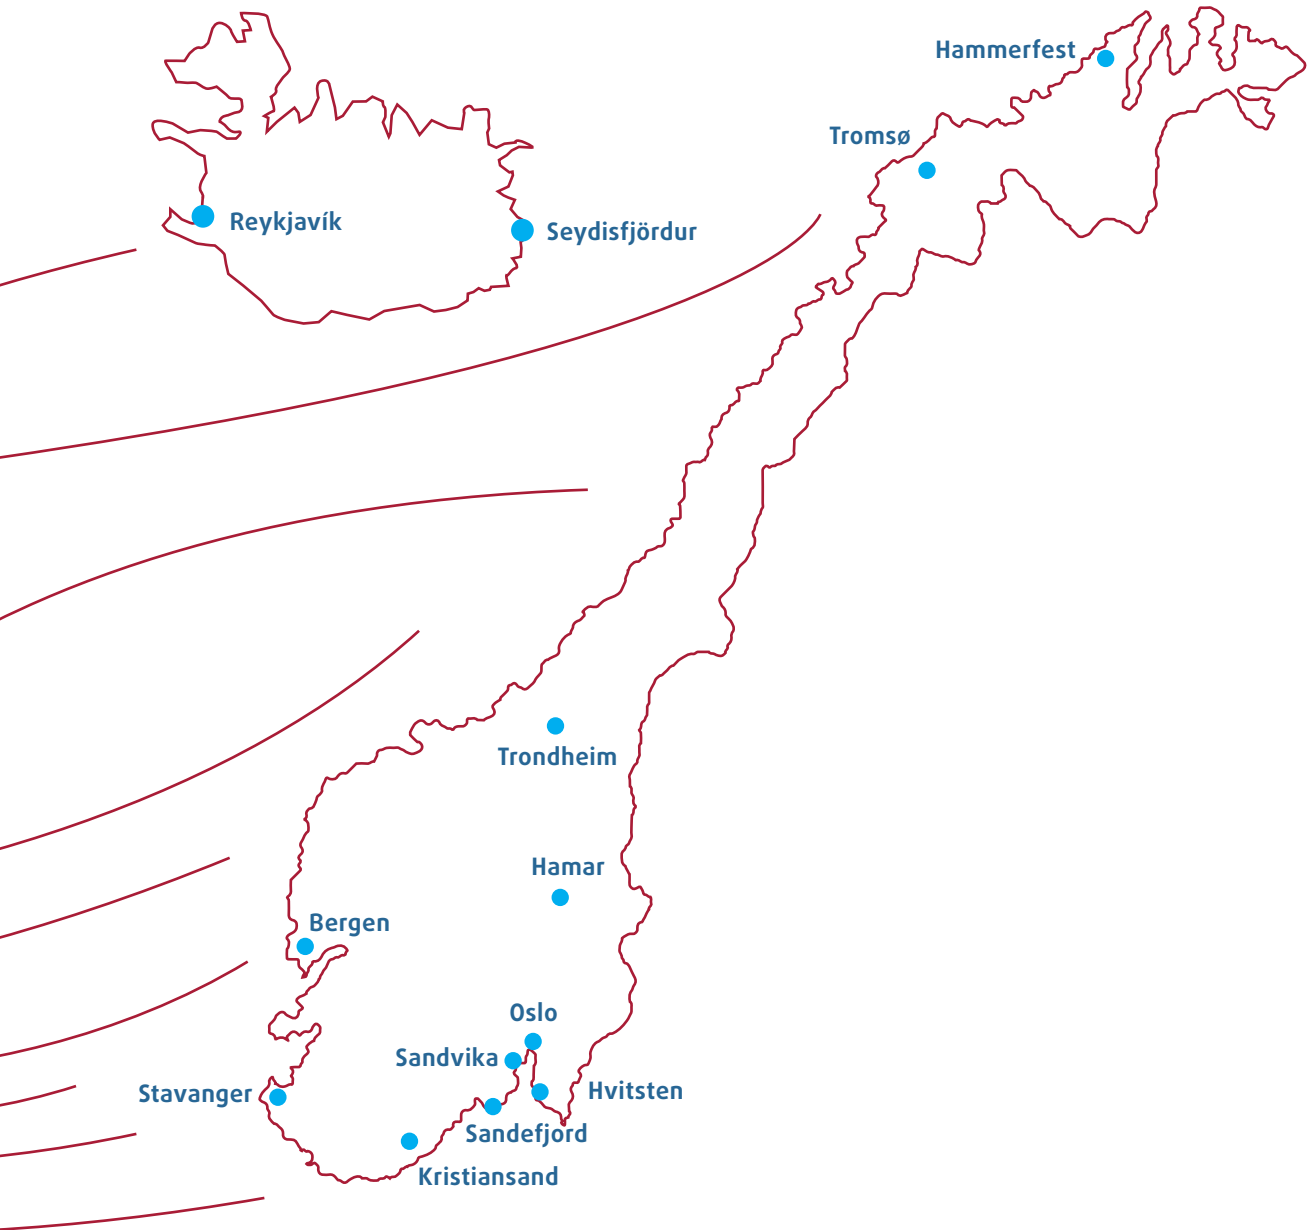 Hammerfest
Tromsø
Reykjavík
Seydisfjördur
Trondheim
Hamar
Bergen
Oslo
Sandvika
Stavanger
Hvitsten
Sandefjord
Kristiansand